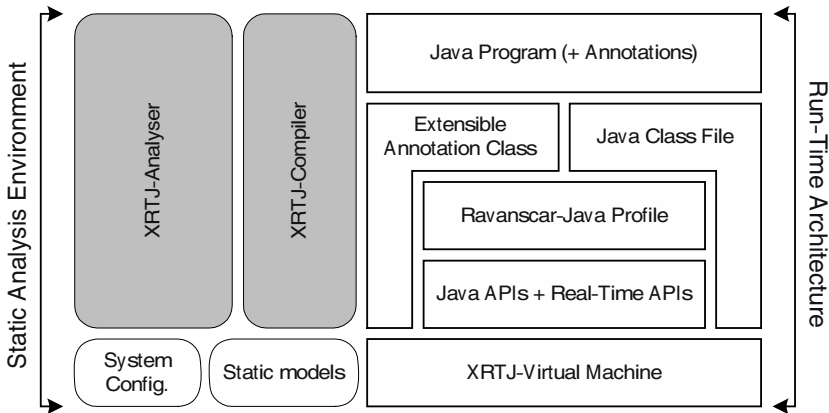 Static Analysis Environment
XRTJ-Analyser
XRTJ-Compiler
System
Config.
Static models
Java Program (+ Annotations)
Extensible
Annotation Class
Java Class File
Ravanscar-Java Profile
Java APIs + Real-Time APIs
XRTJ-Virtual Machine
Run-Time Architecture